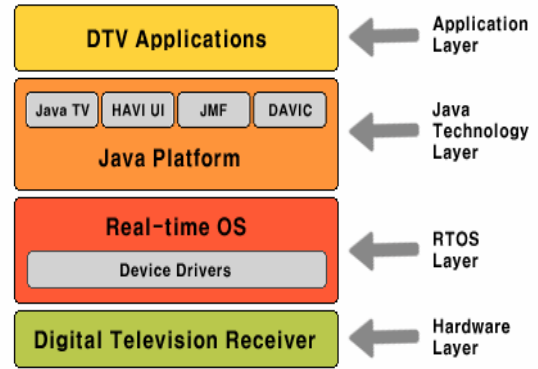 DTV Applications
Application
Layer
Java TV
HAVI UI
JMF
DAVIC
Java Platform
Java
Technology
Layer
Real-time OS
Device Drivers
RTOS
Layer
Digital Television Receiver
Hardware
Layer